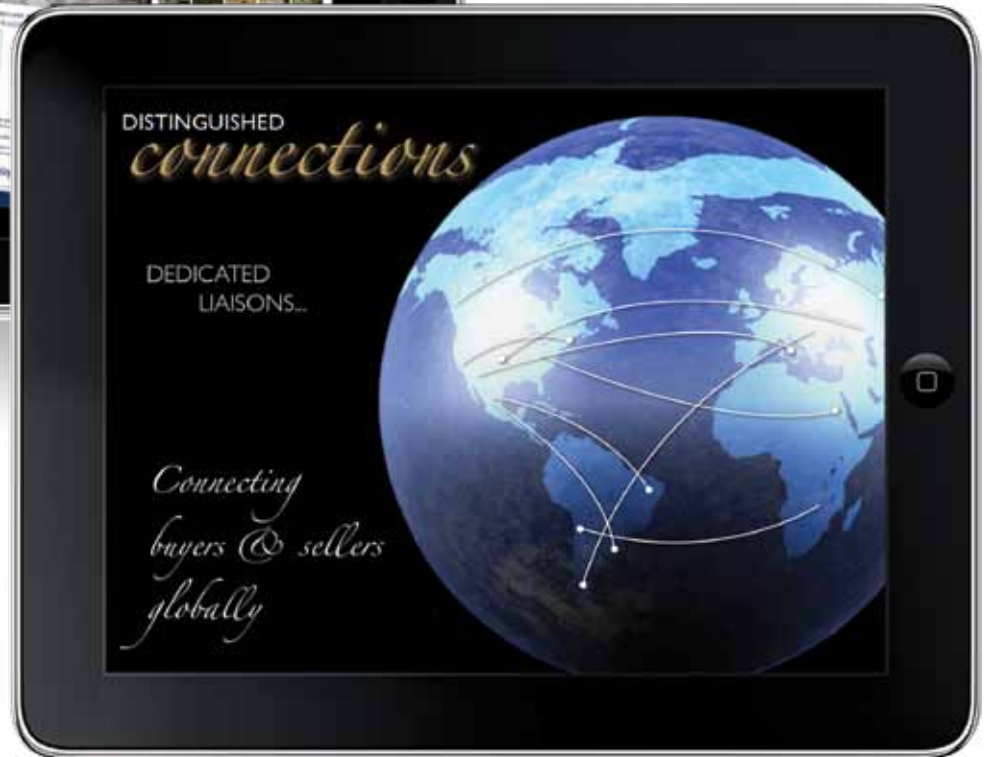 DISTINGUISHED
connections
DEDICATED
LIAISONS...
Connecting
buyers & sellers
globally